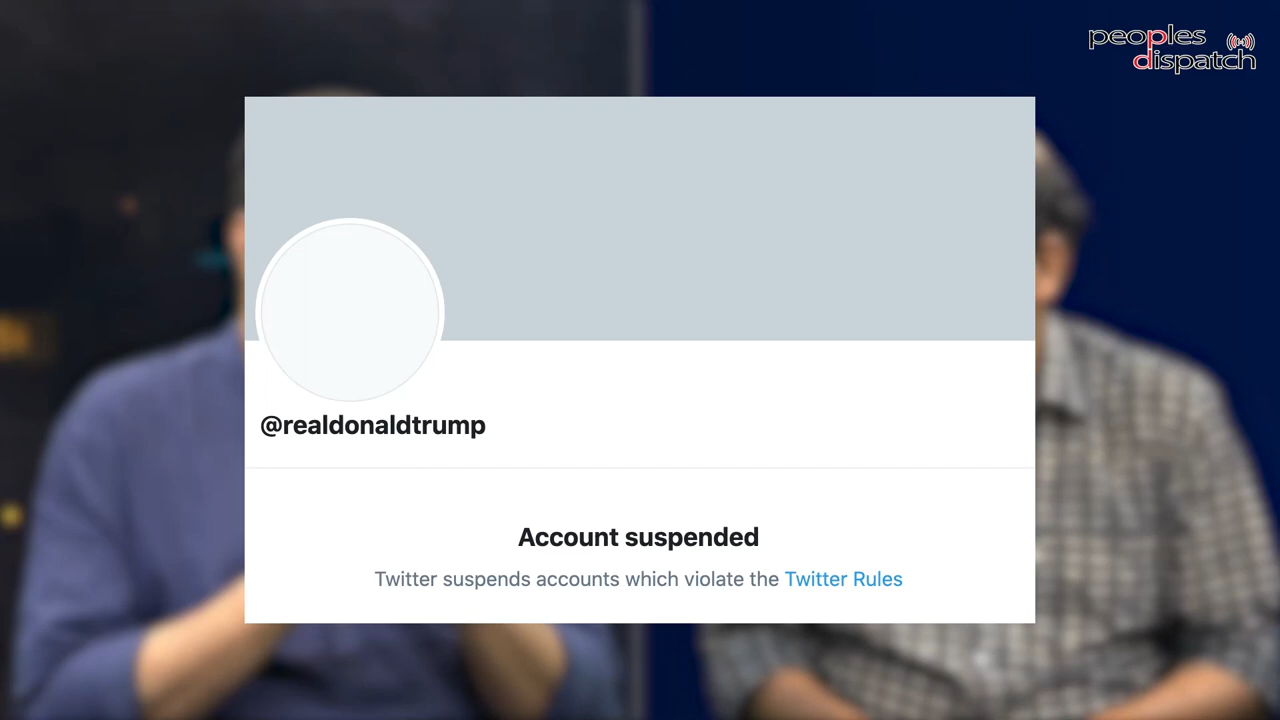 peoples
dispatch
@realdonaldtrump
Account suspended
Twitter suspends accounts which violate the Twitter Rules